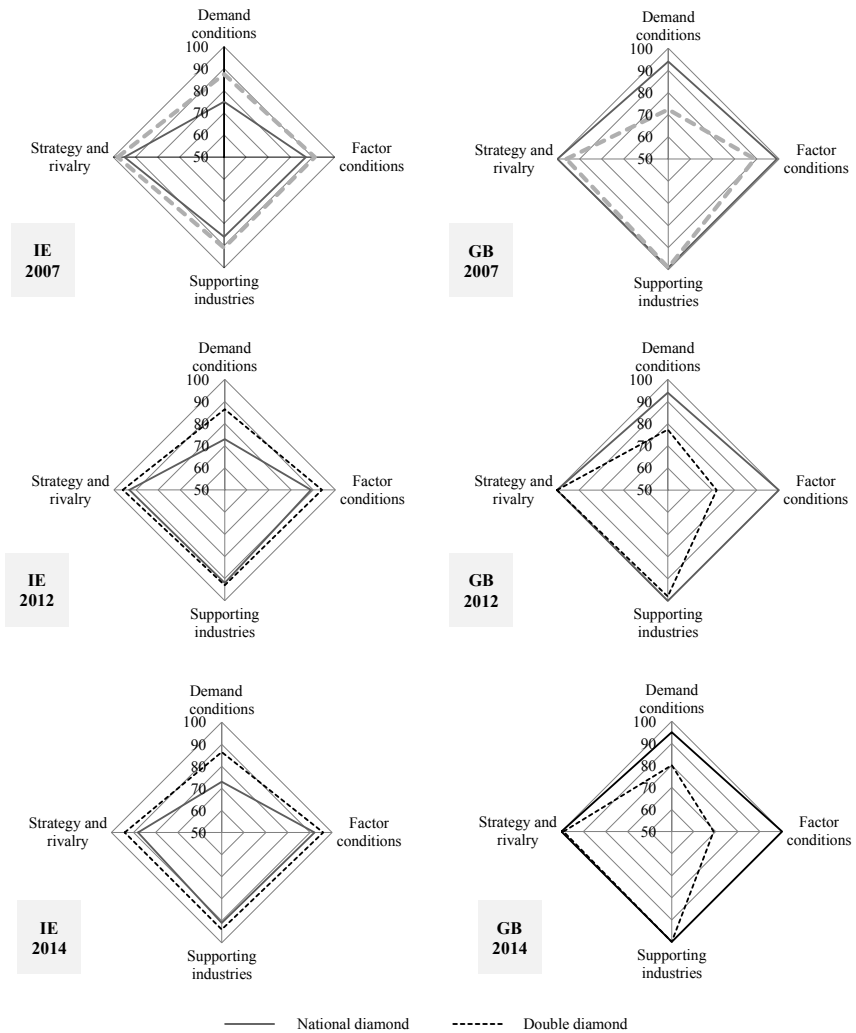 Demand
conditions
100
90
80
70
60
50
Strategy and
rivalry
Factor
conditions
Supporting
industries
IE
2007
Demand
conditions
100
90
80
70
60
50
Strategy and
rivalry
Factor
conditions
Supporting
industries
GB
2007
Demand
conditions
100
90
80
70
60
50
Strategy and
rivalry
Factor
conditions
Supporting
industries
IE
2012
Demand
conditions
100
90
80
70
60
50
Strategy and
rivalry
Factor
conditions
Supporting
industries
GB
2012
Demand
conditions
100
90
80
70
60
50
Strategy and
rivalry
Factor
conditions
Supporting
industries
IE
2014
Demand
conditions
100
90
80
70
60
50
Strategy and
rivalry
Factor
conditions
Supporting
industries
GB
2014
National diamond
Double diamond